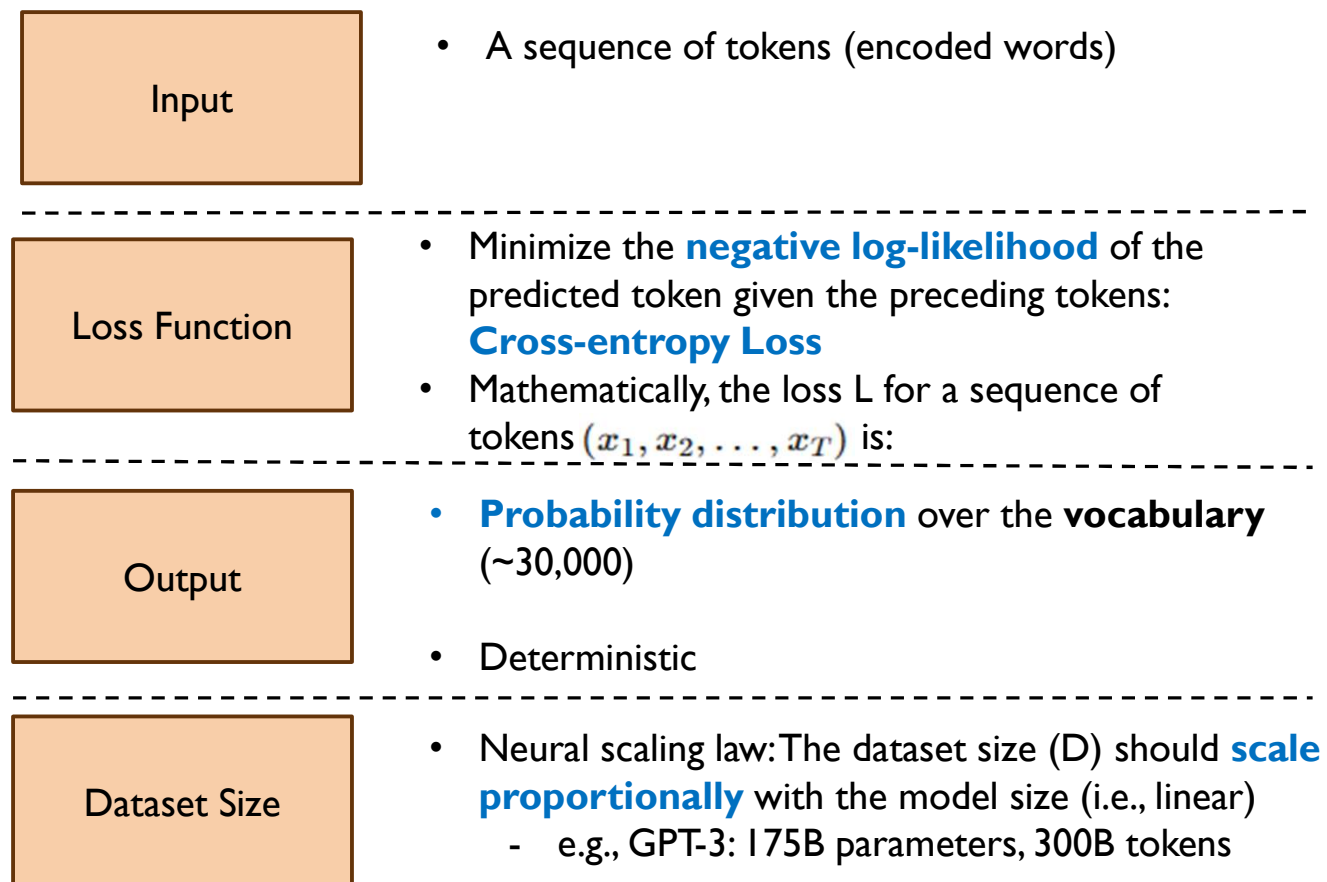 Input
• A sequence of tokens (encoded words)
Loss Function
• Minimize the negative log-likelihood of the
predicted token given the preceding tokens:
Cross-entropy Loss
• Mathematically, the loss L for a sequence of
tokens (x₁, x₂, . . . , x_T) is:
Output
• Probability distribution over the vocabulary
(~30,000)
• Deterministic
Dataset Size
• Neural scaling law: The dataset size (D) should scale
proportionally with the model size (i.e., linear)
- e.g., GPT-3: 175B parameters, 300B tokens